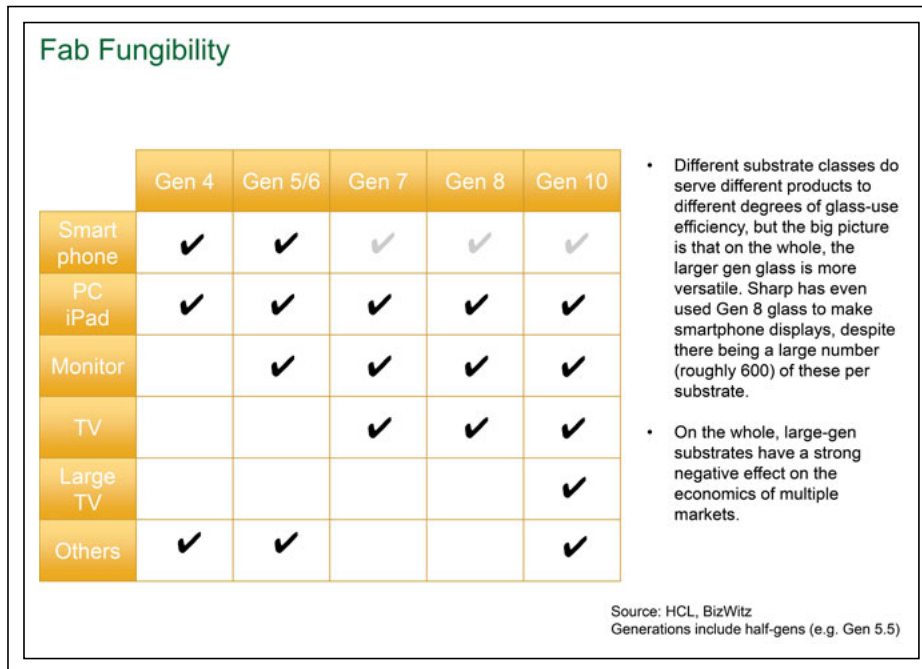 Fab Fungibility
Gen 4 Gen 5/6 Gen 7 Gen 8 Gen 10
Smart
phone ✔ ✔ ✔ ✔ ✔
PC
iPad ✔ ✔ ✔ ✔ ✔
Monitor ✔ ✔ ✔ ✔
TV ✔ ✔ ✔
Large
TV ✔
Others ✔ ✔ ✔
• Different substrate classes do
serve different products to
different degrees of glass-use
efficiency, but the big picture
is that on the whole, the
larger gen glass is more
versatile. Sharp has even
used Gen 8 glass to make
smartphone displays, despite
there being a large number
(roughly 600) of these per
substrate.
• On the whole, large-gen
substrates have a strong
negative effect on the
economics of multiple
markets.
Source: HCL, BizWitz
Generations include half-gens (e.g. Gen 5.5)